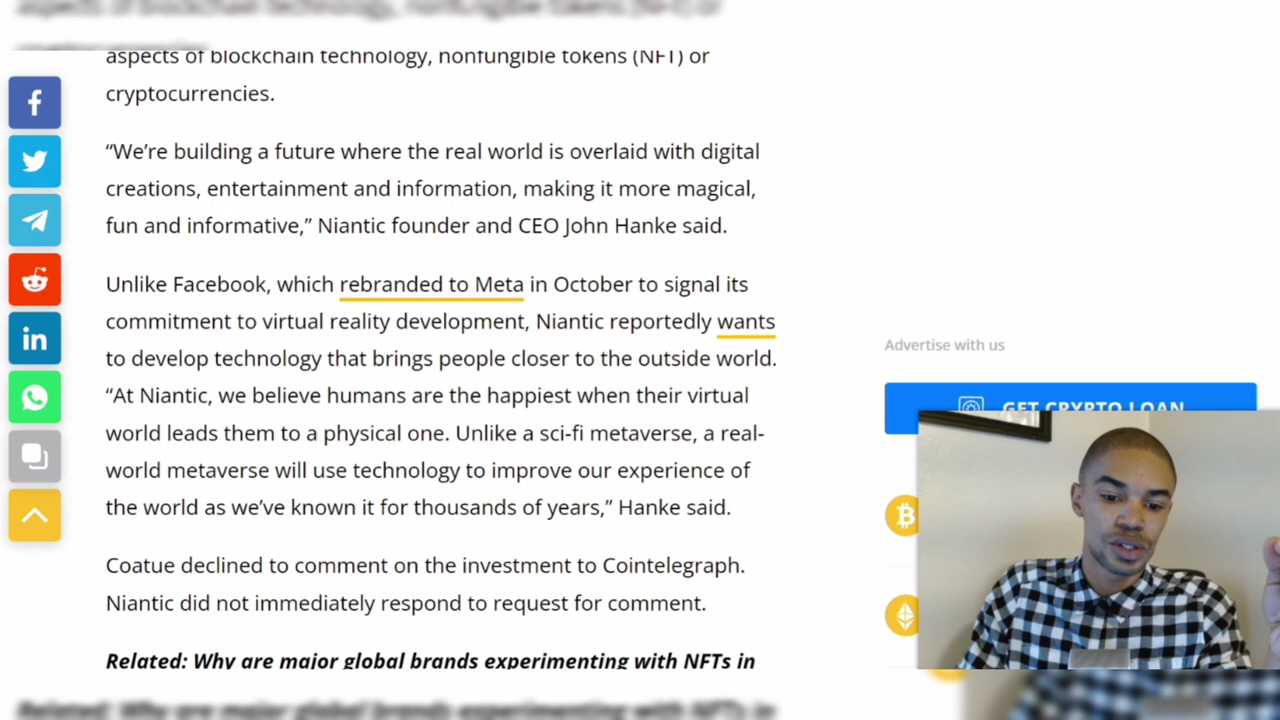 aspects of blockchain technology, nonfungible tokens (NFT) or
cryptocurrencies.
“We’re building a future where the real world is overlaid with digital
creations, entertainment and information, making it more magical,
fun and informative,” Niantic founder and CEO John Hanke said.
Unlike Facebook, which rebranded to Meta in October to signal its
commitment to virtual reality development, Niantic reportedly wants
to develop technology that brings people closer to the outside world.
“At Niantic, we believe humans are the happiest when their virtual
world leads them to a physical one. Unlike a sci-fi metaverse, a real-
world metaverse will use technology to improve our experience of
the world as we’ve known it for thousands of years,” Hanke said.
Coatue declined to comment on the investment to Cointelegraph.
Niantic did not immediately respond to request for comment.
Related: Why are major global brands experimenting with NFTs in
Advertise with us
GET CRYPTO LOAN